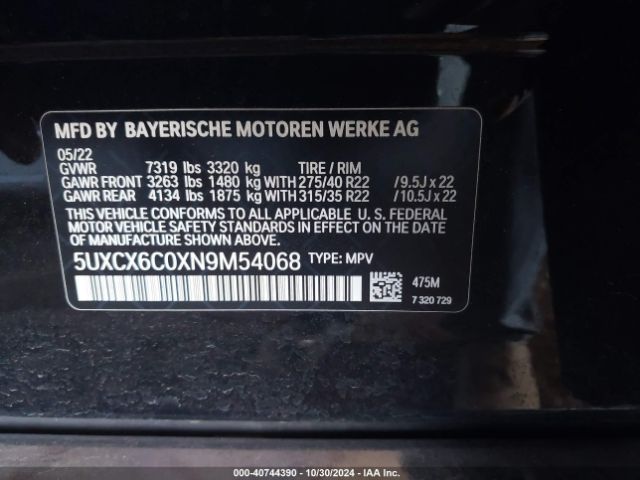 MFD BY BAYERISCHE MOTOREN WERKE AG
05/22
GVWR 7319 lbs 3320 kg TIRE / RIM
GAWR FRONT 3263 lbs 1480 kg WITH 275/40 R22 /9.5J x 22
GAWR REAR 4134 lbs 1875 kg WITH 315/35 R22 /10.5J x 22
THIS VEHICLE CONFORMS TO ALL APPLICABLE U. S. FEDERAL
MOTOR VEHICLE SAFETY STANDARDS IN EFFECT ON THE
DATE OF MANUFACTURE SHOWN ABOVE.
5UXCX6C0XN9M54068 TYPE: MPV
475M
7 320 729
000-40744390 - 10/30/2024 - IAA Inc.